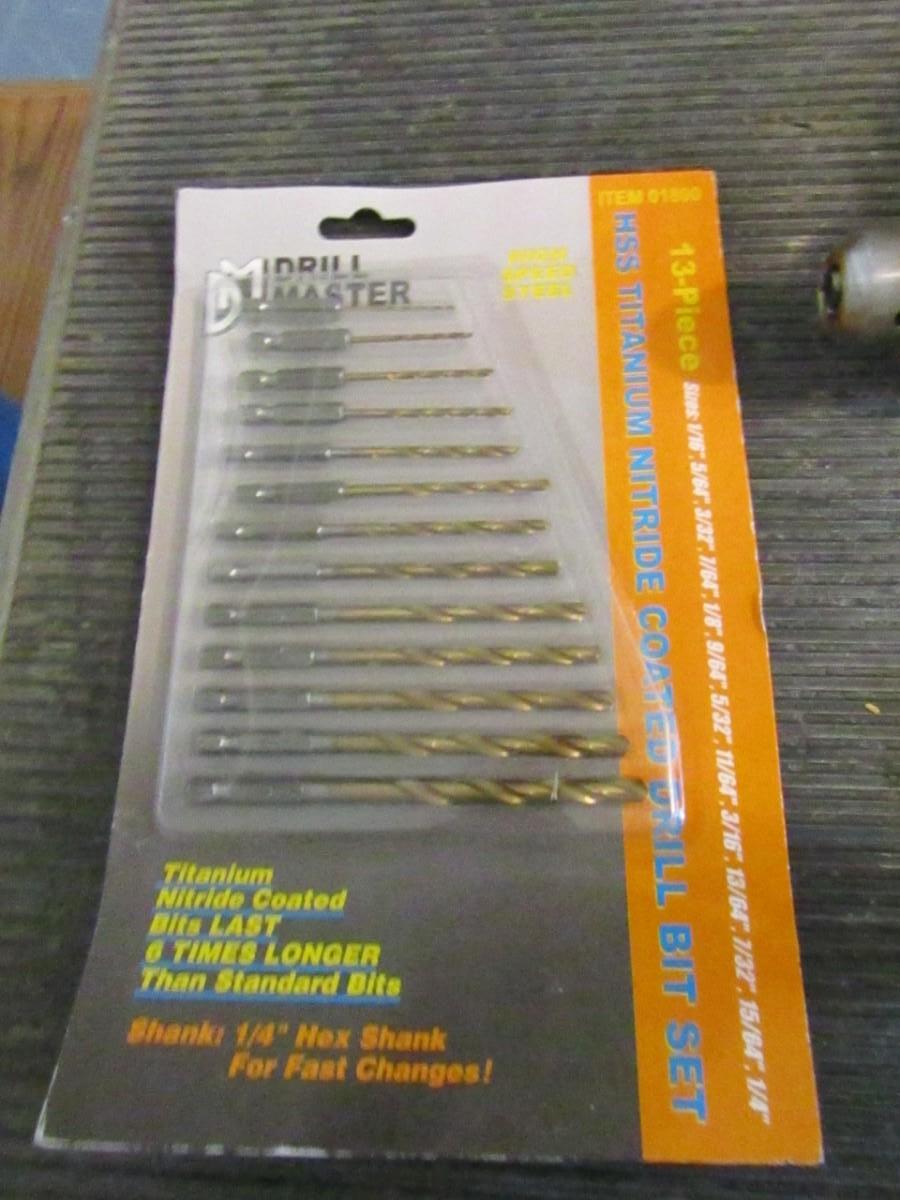 ITEM 01800
DRILL
MASTER
HIGH
SPEED
STEEL
13-Piece Sizes: 1/16", 5/64", 3/32", 7/64", 1/8", 9/64", 5/32", 11/64", 3/16", 13/64", 7/32", 15/64", 1/4"
HSS TITANIUM NITRIDE COATED DRILL BIT SET
Titanium
Nitride Coated
Bits LAST
6 TIMES LONGER
Than Standard Bits
Shank: 1/4" Hex Shank
For Fast Changes!